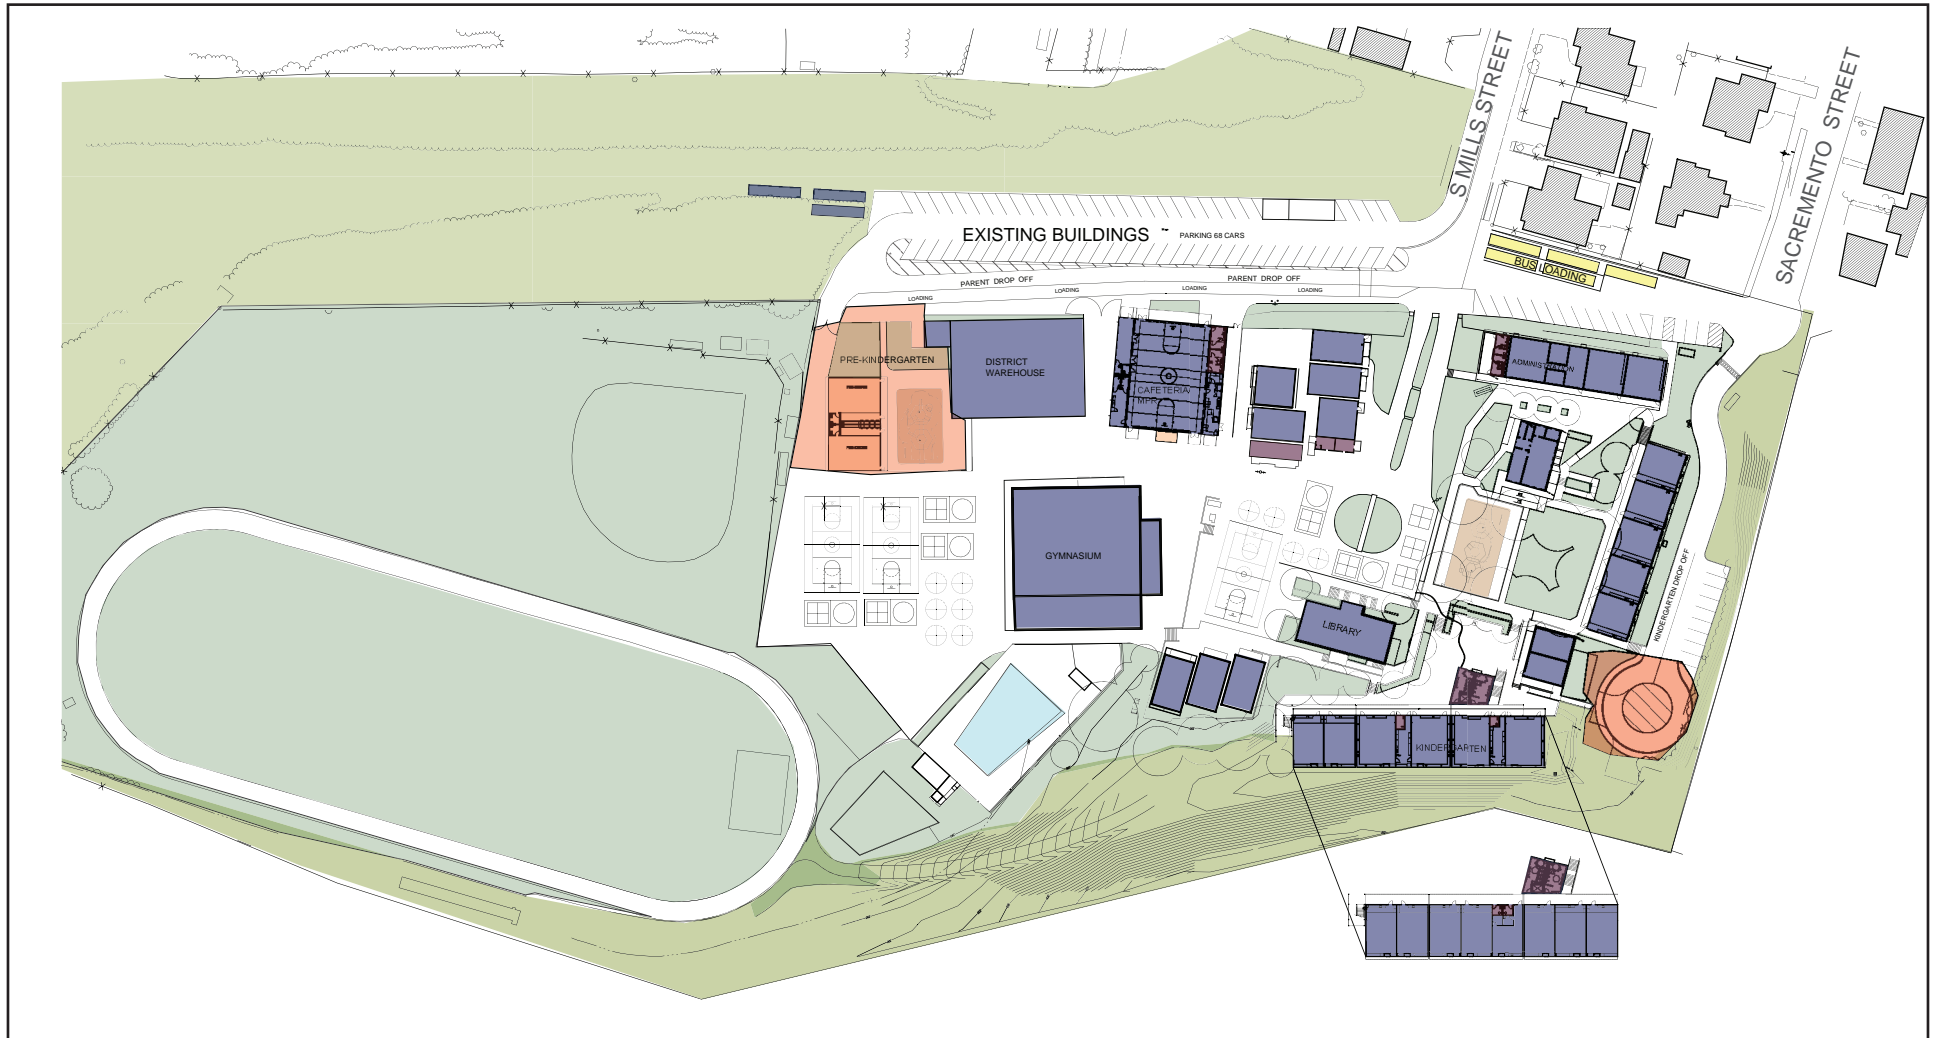 S MILLS STREET
SACREMENTO STREET
EXISTING BUILDINGS
PARKING 68 CARS
BUS LOADING
PARENT DROP OFF
PARENT DROP OFF
LOADING
LOADING
LOADING
LOADING
PRE-KINDERGARTEN
DISTRICT
WAREHOUSE
CAFETERIA/
MPR
ADMINISTRATION
GYMNASIUM
LIBRARY
KINDERGARTEN DROP OFF
KINDERGARTEN